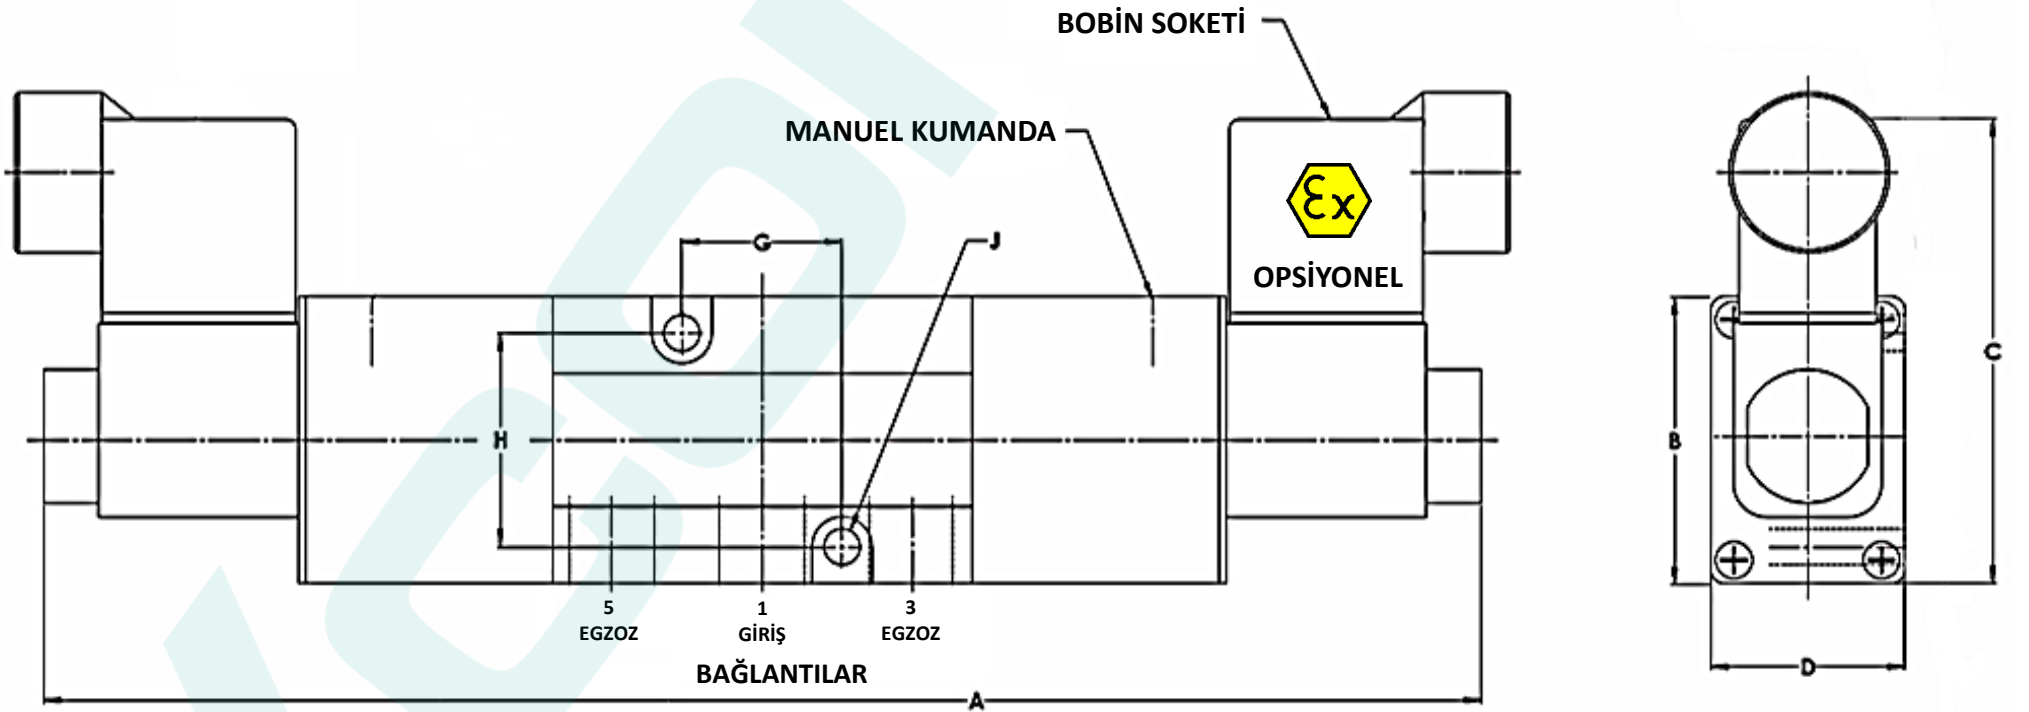 BOBİN SOKETİ
MANUEL KUMANDA
Ex
OPSİYONEL
G
J
H
C
B
D
5
EGZOZ
1
GİRİŞ
3
EGZOZ
BAĞLANTILAR
A